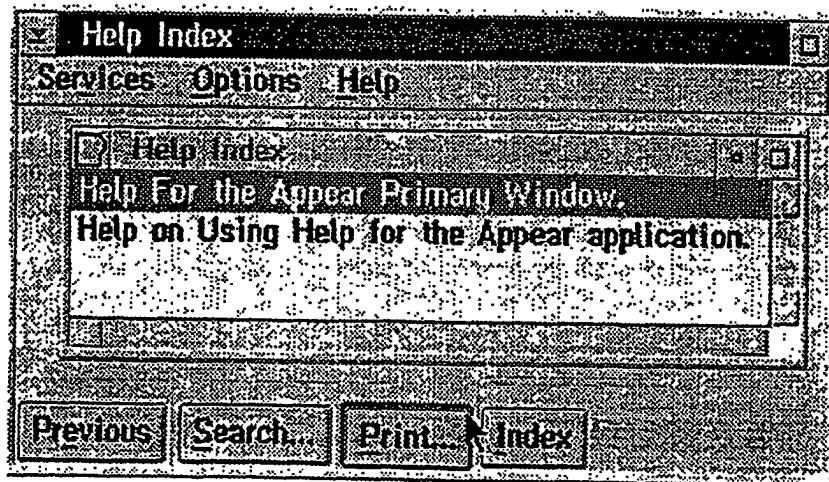 Help Index
Services Options Help
Help Index
Help For the Appear Primary Window.
Help on Using Help for the Appear application.
Previous Search... Print... Index